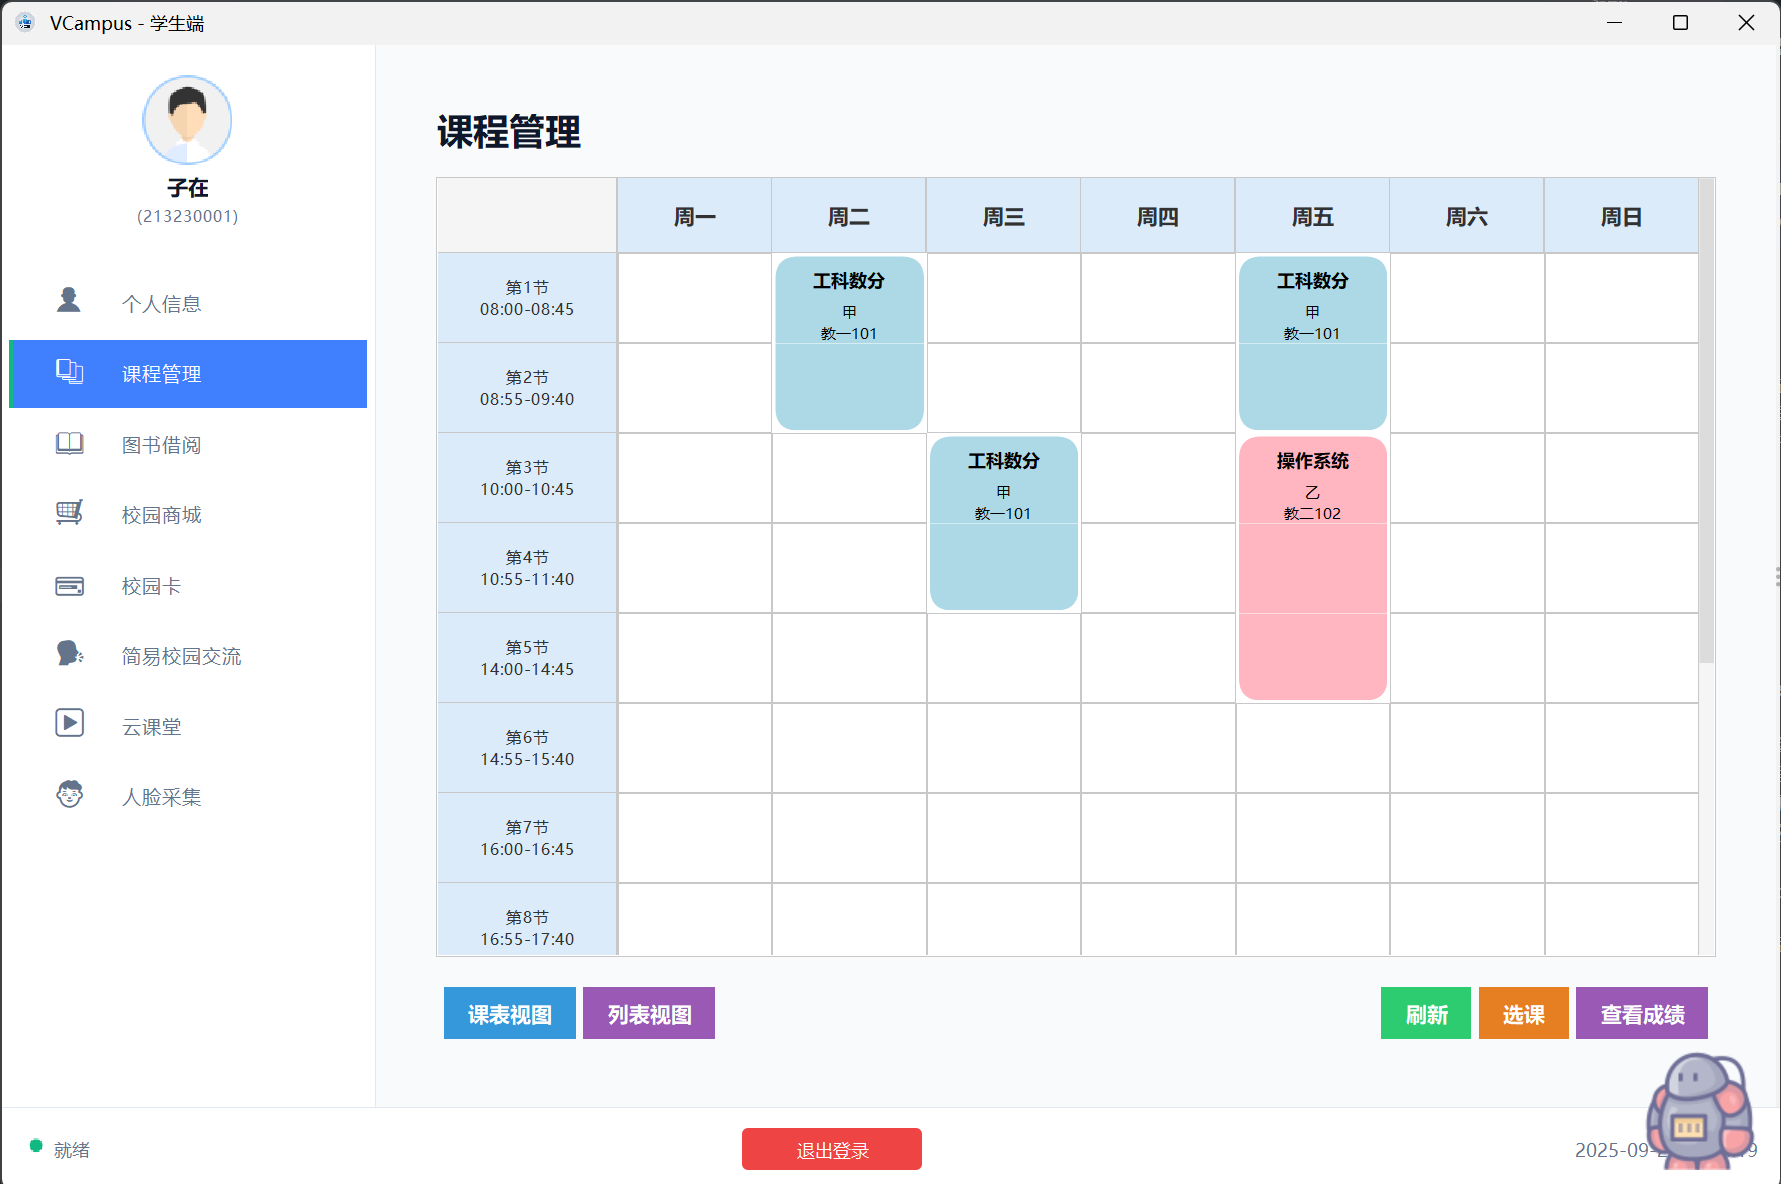 VCampus - 学生端
子在
(213230001)
个人信息
课程管理
图书借阅
校园商城
校园卡
简易校园交流
云课堂
人脸采集
课程管理
周一 周二 周三 周四 周五 周六 周日
第1节
08:00-08:45
工科数分
甲
教一101
工科数分
甲
教一101
第2节
08:55-09:40
第3节
10:00-10:45
工科数分
甲
教一101
操作系统
乙
教二102
第4节
10:55-11:40
第5节
14:00-14:45
第6节
14:55-15:40
第7节
16:00-16:45
第8节
16:55-17:40
课表视图 列表视图 刷新 选课 查看成绩
就绪
退出登录
2025-09-